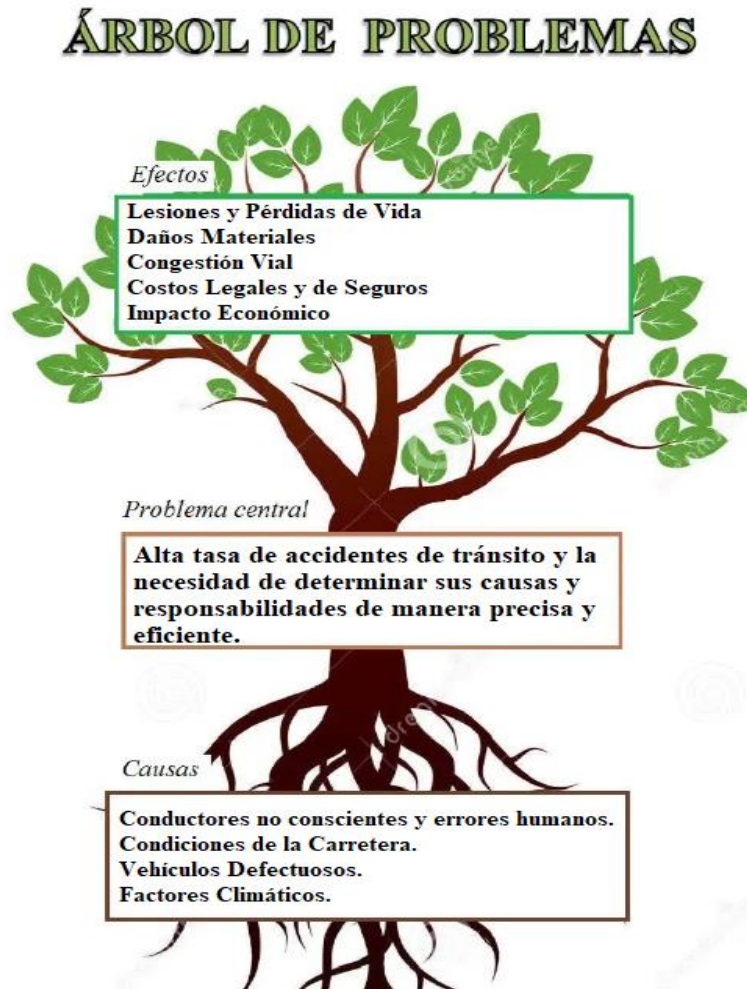 ÁRBOL DE PROBLEMAS
Efectos
Lesiones y Pérdidas de Vida
Daños Materiales
Congestión Vial
Costos Legales y de Seguros
Impacto Económico
Problema central
Alta tasa de accidentes de tránsito y la
necesidad de determinar sus causas y
responsabilidades de manera precisa y
eficiente.
Causas
Conductores no conscientes y errores humanos.
Condiciones de la Carretera.
Vehículos Defectuosos.
Factores Climáticos.